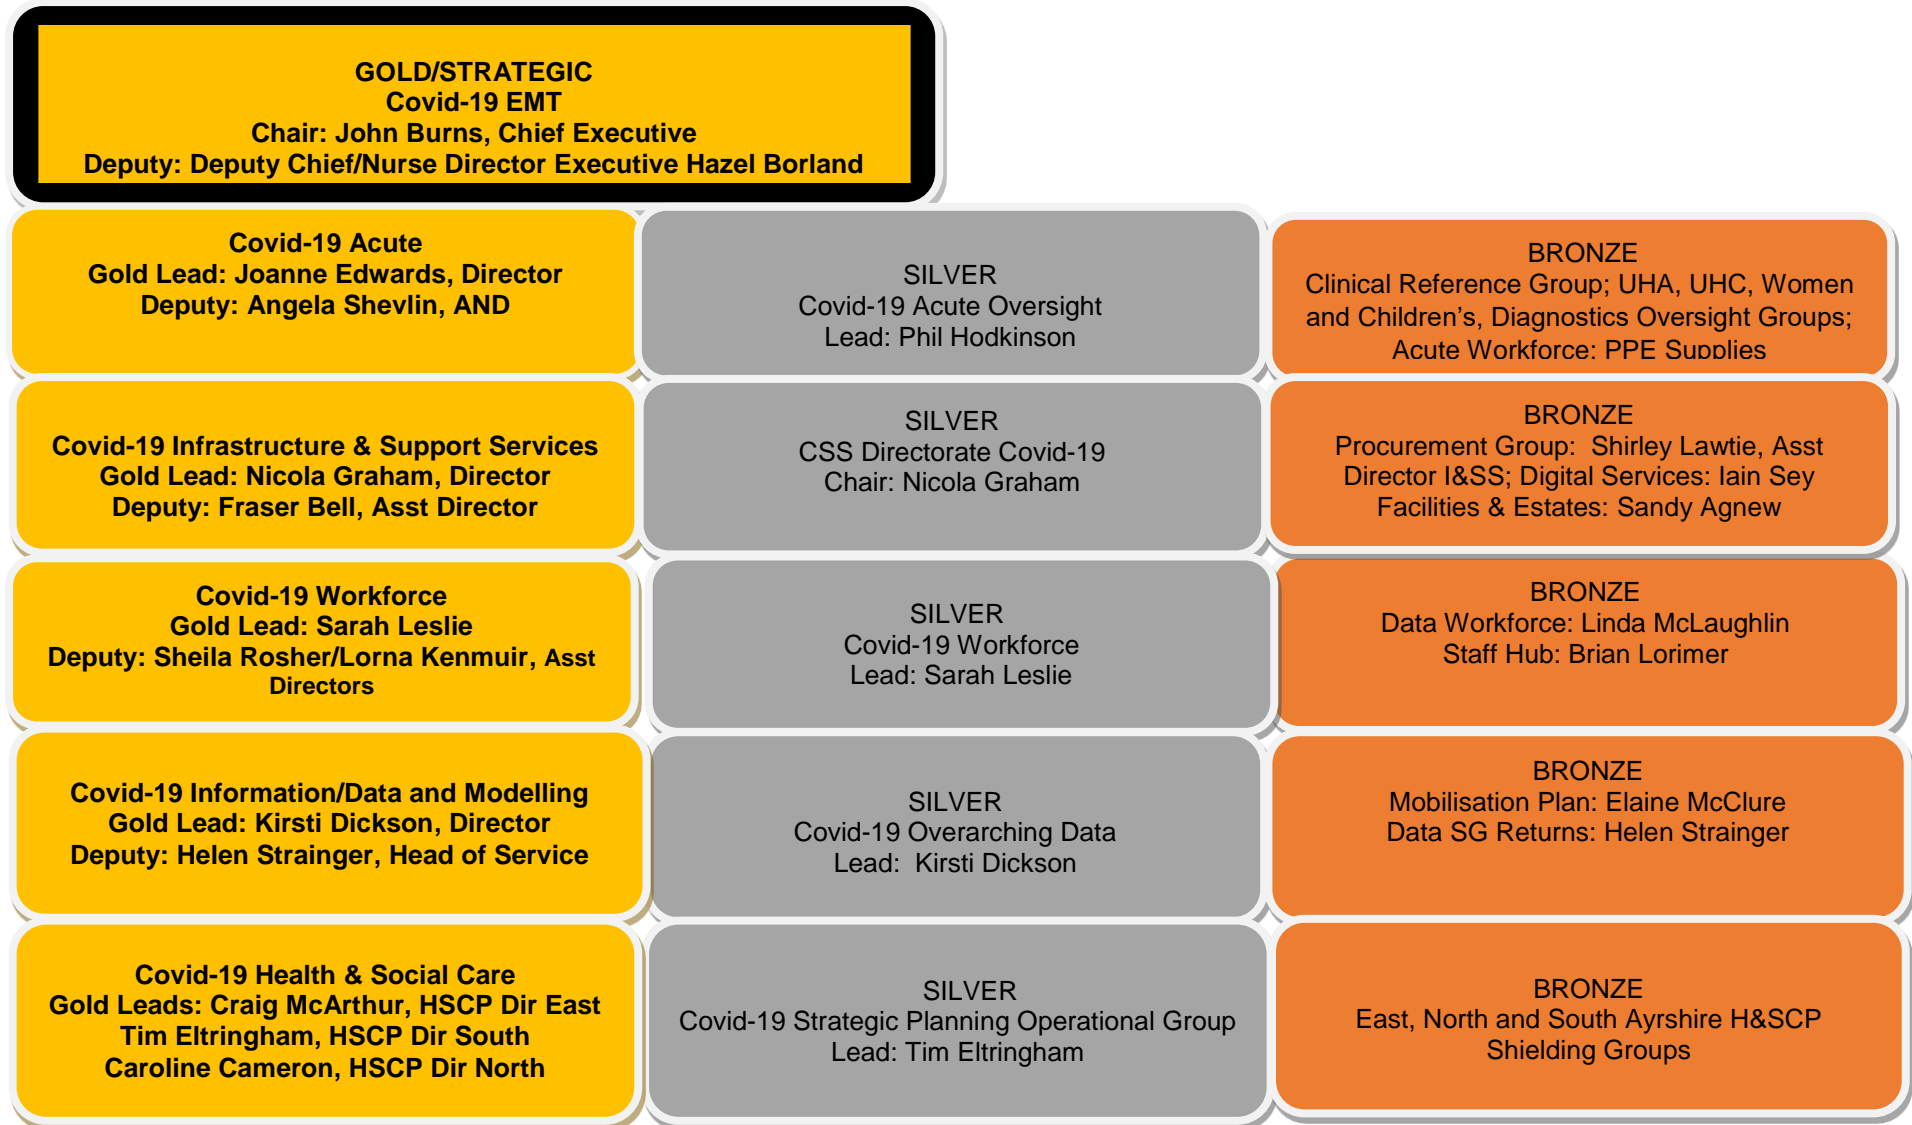 GOLD/STRATEGIC
Covid-19 EMT
Chair: John Burns, Chief Executive
Deputy: Deputy Chief/Nurse Director Executive Hazel Borland
Covid-19 Acute
Gold Lead: Joanne Edwards, Director
Deputy: Angela Shevlin, AND
SILVER
Covid-19 Acute Oversight
Lead: Phil Hodkinson
BRONZE
Clinical Reference Group; UHA, UHC, Women
and Children’s, Diagnostics Oversight Groups;
Acute Workforce: PPE Supplies
Covid-19 Infrastructure & Support Services
Gold Lead: Nicola Graham, Director
Deputy: Fraser Bell, Asst Director
SILVER
CSS Directorate Covid-19
Chair: Nicola Graham
BRONZE
Procurement Group:  Shirley Lawtie, Asst
Director I&SS; Digital Services: Iain Sey
Facilities & Estates: Sandy Agnew
Covid-19 Workforce
Gold Lead: Sarah Leslie
Deputy: Sheila Rosher/Lorna Kenmuir, Asst
Directors
SILVER
Covid-19 Workforce
Lead: Sarah Leslie
BRONZE
Data Workforce: Linda McLaughlin
Staff Hub: Brian Lorimer
Covid-19 Information/Data and Modelling
Gold Lead: Kirsti Dickson, Director
Deputy: Helen Strainger, Head of Service
SILVER
Covid-19 Overarching Data
Lead:  Kirsti Dickson
BRONZE
Mobilisation Plan: Elaine McClure
Data SG Returns: Helen Strainger
Covid-19 Health & Social Care
Gold Leads: Craig McArthur, HSCP Dir East
Tim Eltringham, HSCP Dir South
Caroline Cameron, HSCP Dir North
SILVER
Covid-19 Strategic Planning Operational Group
Lead: Tim Eltringham
BRONZE
East, North and South Ayrshire H&SCP
Shielding Groups